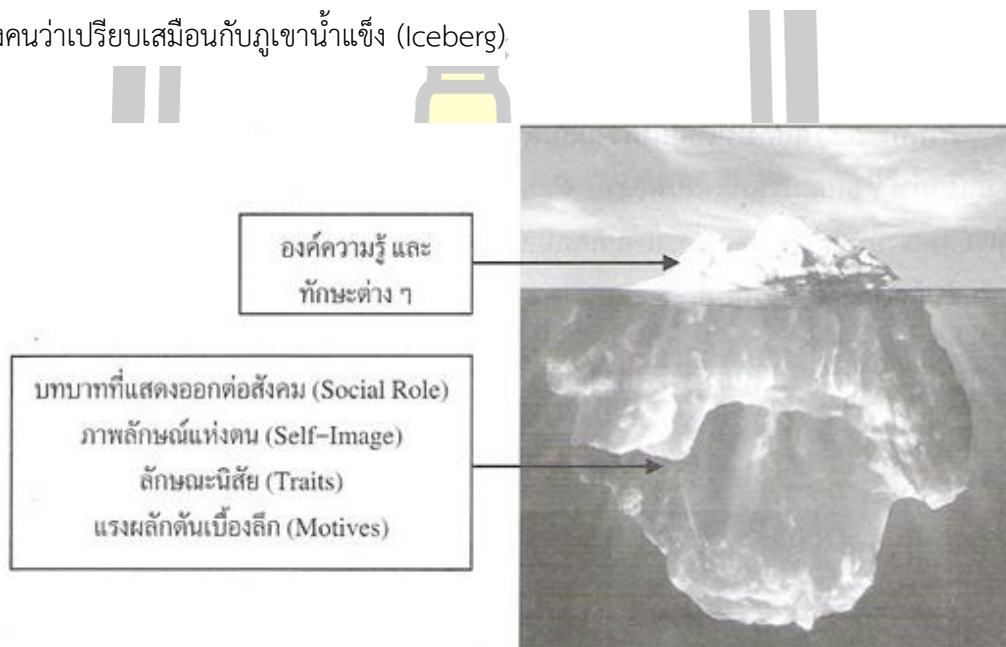 งคนว่าเปรียบเสมือนกับภูเขาน้ำแข็ง (Iceberg)
องค์ความรู้ และ
ทักษะต่าง ๆ
บทบาทที่แสดงออกต่อสังคม (Social Role)
ภาพลักษณ์แห่งตน (Self-Image)
ลักษณะนิสัย (Traits)
แรงผลักดันเบื้องลึก (Motives)